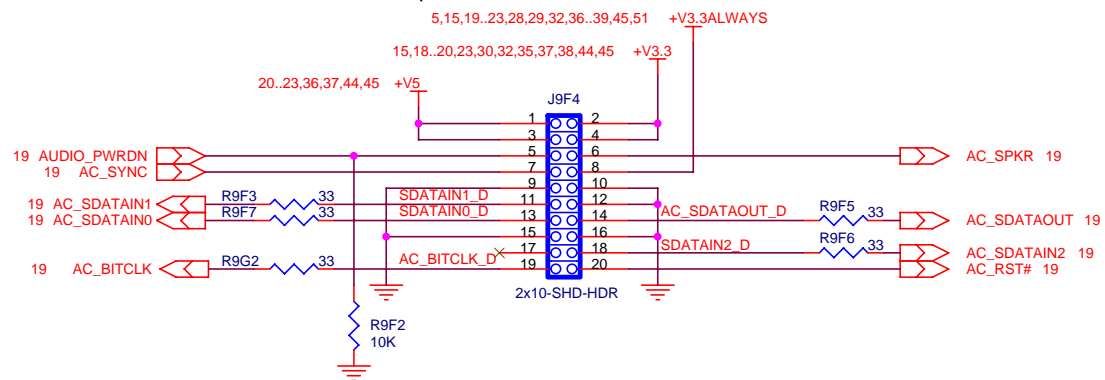 5,15,19..23,28,29,32,36..39,45,51 +V3.3ALWAYS
15,18..20,23,30,32,35,37,38,44,45 +V3.3
20..23,36,37,44,45 +V5
J9F4
1 2
3 4
19 AUDIO_PWRDN 5 6 AC_SPKR 19
19 AC_SYNC 7 8
9 10
19 AC_SDATAIN1 R9F3 33 SDATAIN1_D 11 12
19 AC_SDATAIN0 R9F7 33 SDATAIN0_D 13 14 AC_SDATAOUT_D R9F5 33 AC_SDATAOUT 19
15 16
17 18 SDATAIN2_D R9F6 33 AC_SDATAIN2 19
19 AC_BITCLK R9G2 33 AC_BITCLK_D 19 20 AC_RST# 19
2x10-SHD-HDR
R9F2
10K